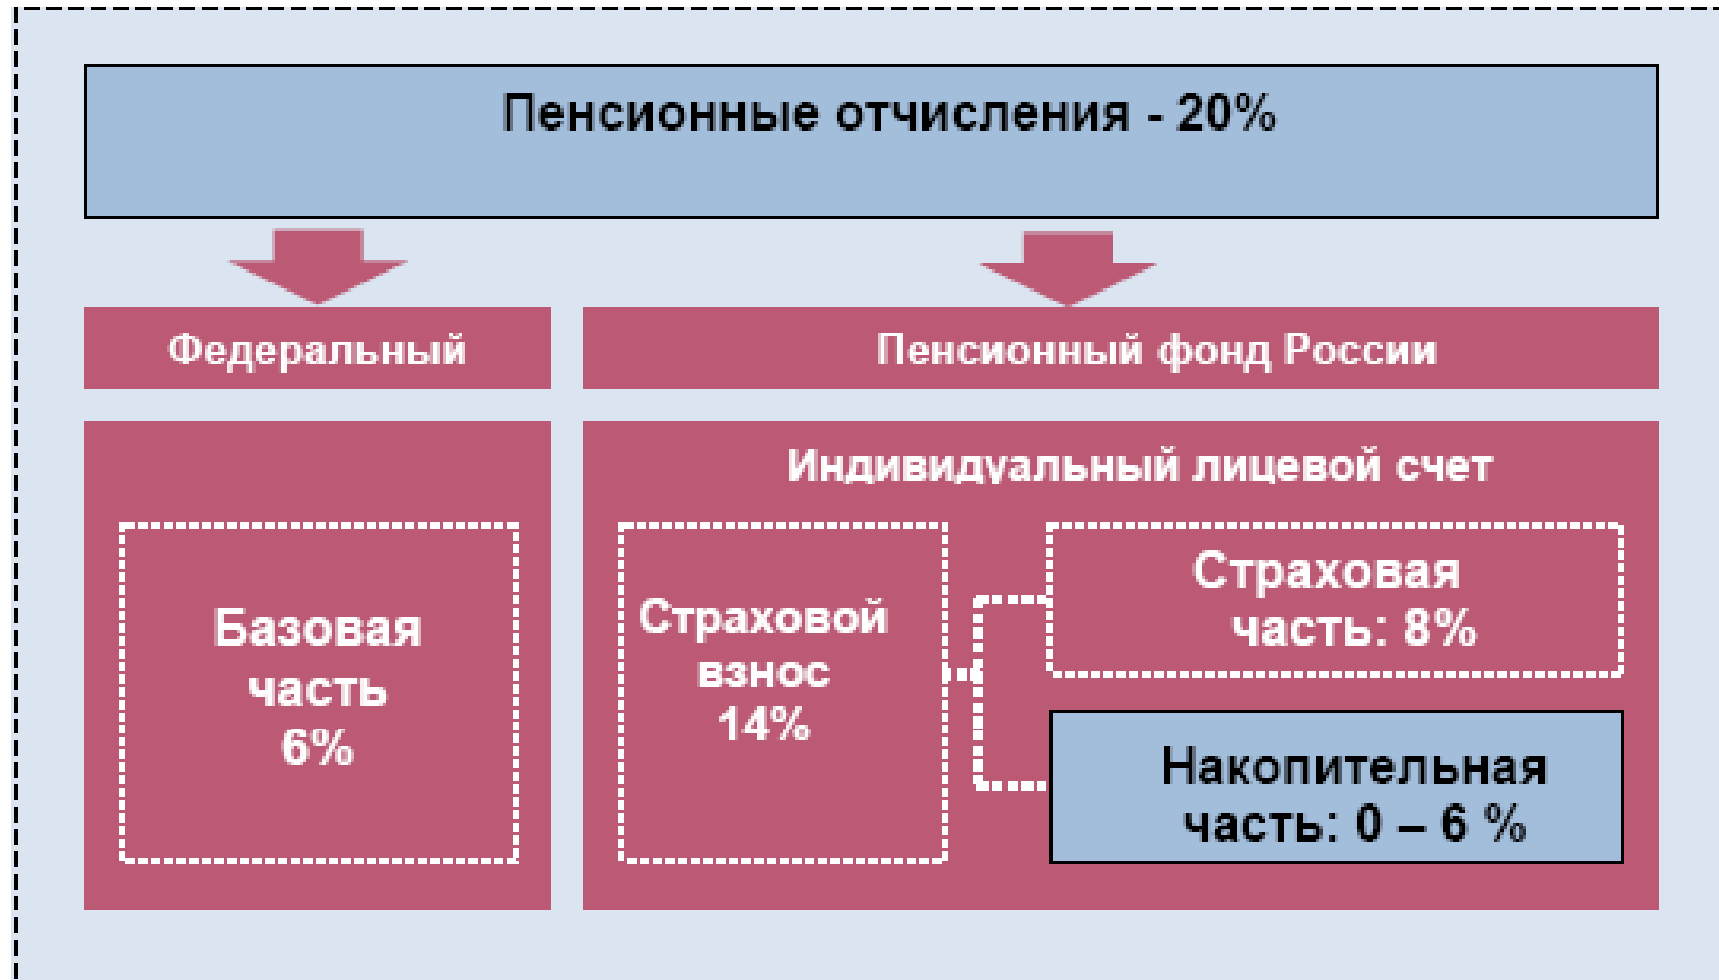 Пенсионные отчисления - 20%
Федеральный
Пенсионный фонд России
Индивидуальный лицевой счет
Базовая
часть
6%
Страховой
взнос
14%
Страховая
часть: 8%
Накопительная
часть: 0 – 6 %